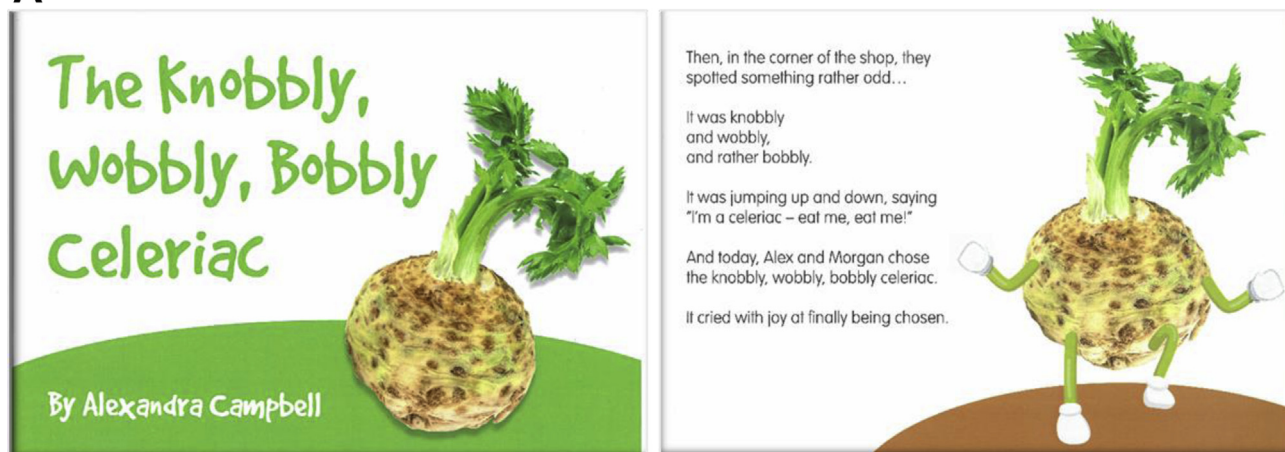 The Knobbly,
Wobbly, Bobbly
Celeriac
By Alexandra Campbell
Then, in the corner of the shop, they
spotted something rather odd...
It was knobbly
and wobbly,
and rather bobbly.
It was jumping up and down, saying
"I'm a celeriac – eat me, eat me!"
And today, Alex and Morgan chose
the knobbly, wobbly, bobbly celeriac.
It cried with joy at finally being chosen.